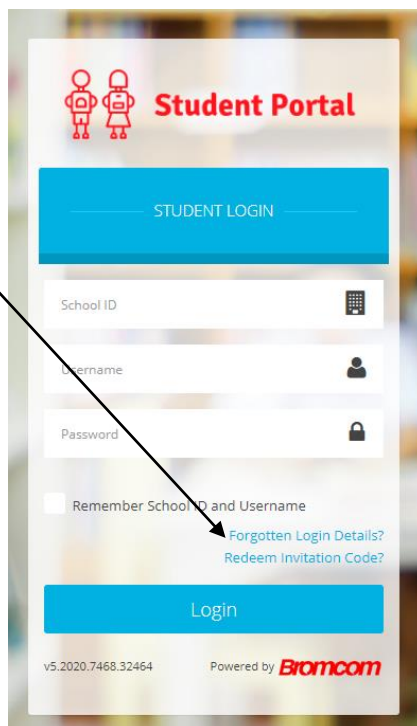 Student Portal
STUDENT LOGIN
School ID
Username
Password
Remember School ID and Username
Forgotten Login Details?
Redeem Invitation Code?
Login
v5.2020.7468.32464 Powered by Bromcom